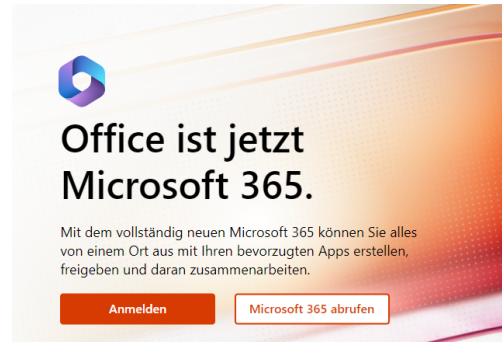 Office ist jetzt
Microsoft 365.
Mit dem vollständig neuen Microsoft 365 können Sie alles
von einem Ort aus mit Ihren bevorzugten Apps erstellen,
freigeben und daran zusammenarbeiten.
Anmelden
Microsoft 365 abrufen